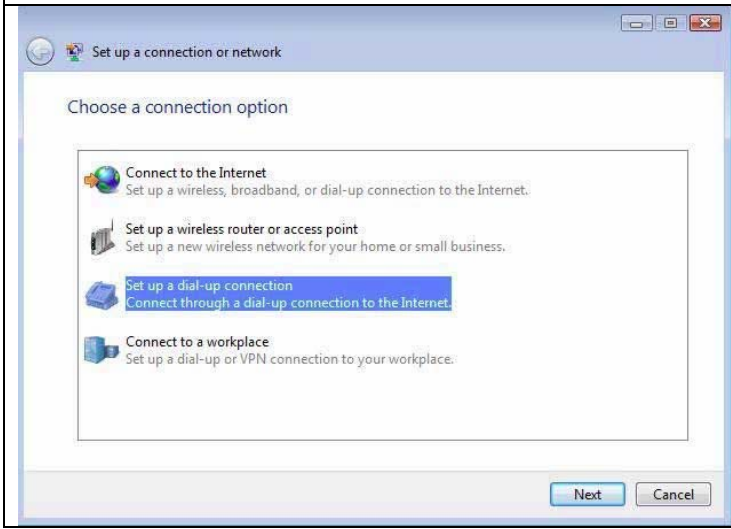 Set up a connection or network
Choose a connection option
Connect to the Internet
Set up a wireless, broadband, or dial-up connection to the Internet.
Set up a wireless router or access point
Set up a new wireless network for your home or small business.
Set up a dial-up connection
Connect through a dial-up connection to the Internet.
Connect to a workplace
Set up a dial-up or VPN connection to your workplace.
Next Cancel